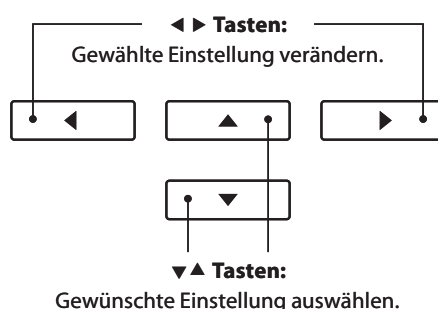 ◀ ▶ Tasten:
Gewählte Einstellung verändern.
◀ ▲ ▶
▼
▼▲ Tasten:
Gewünschte Einstellung auswählen.